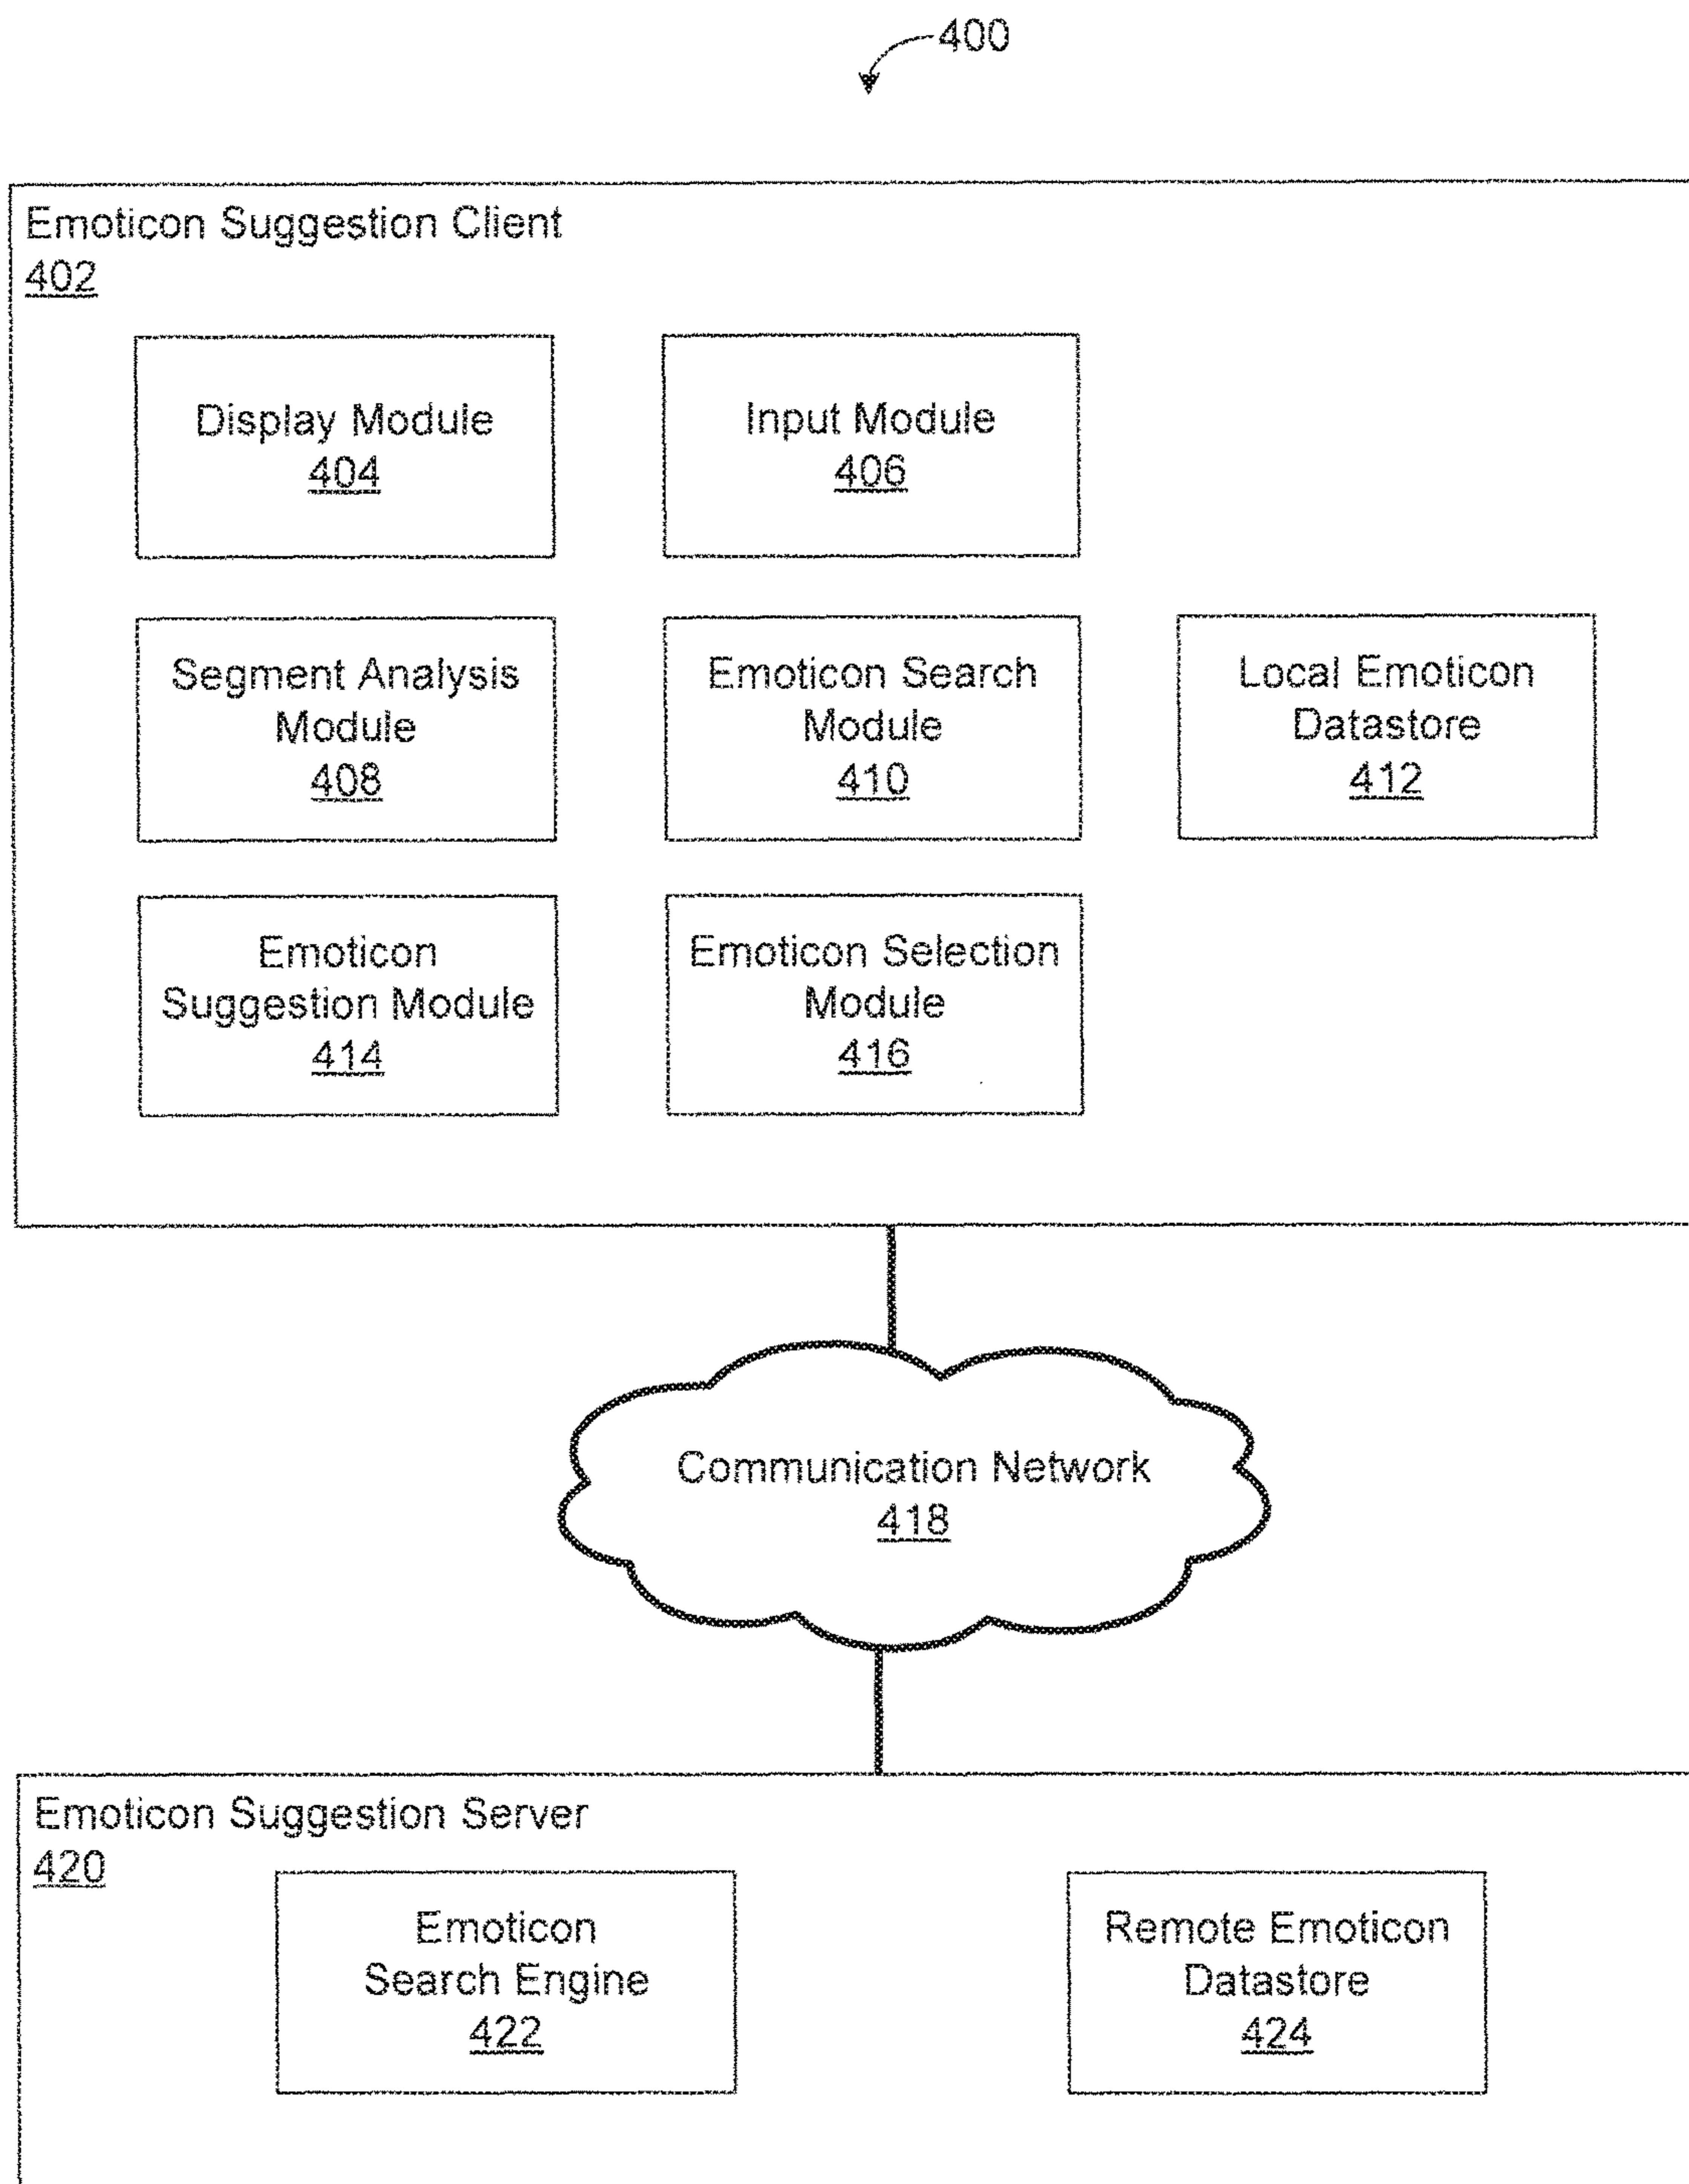 400
Emoticon Suggestion Client
402
Display Module
404
Input Module
406
Segment Analysis
Module
408
Emoticon Search
Module
410
Local Emoticon
Datastore
412
Emoticon
Suggestion Module
414
Emoticon Selection
Module
416
Communication Network
418
Emoticon Suggestion Server
420
Emoticon
Search Engine
422
Remote Emoticon
Datastore
424